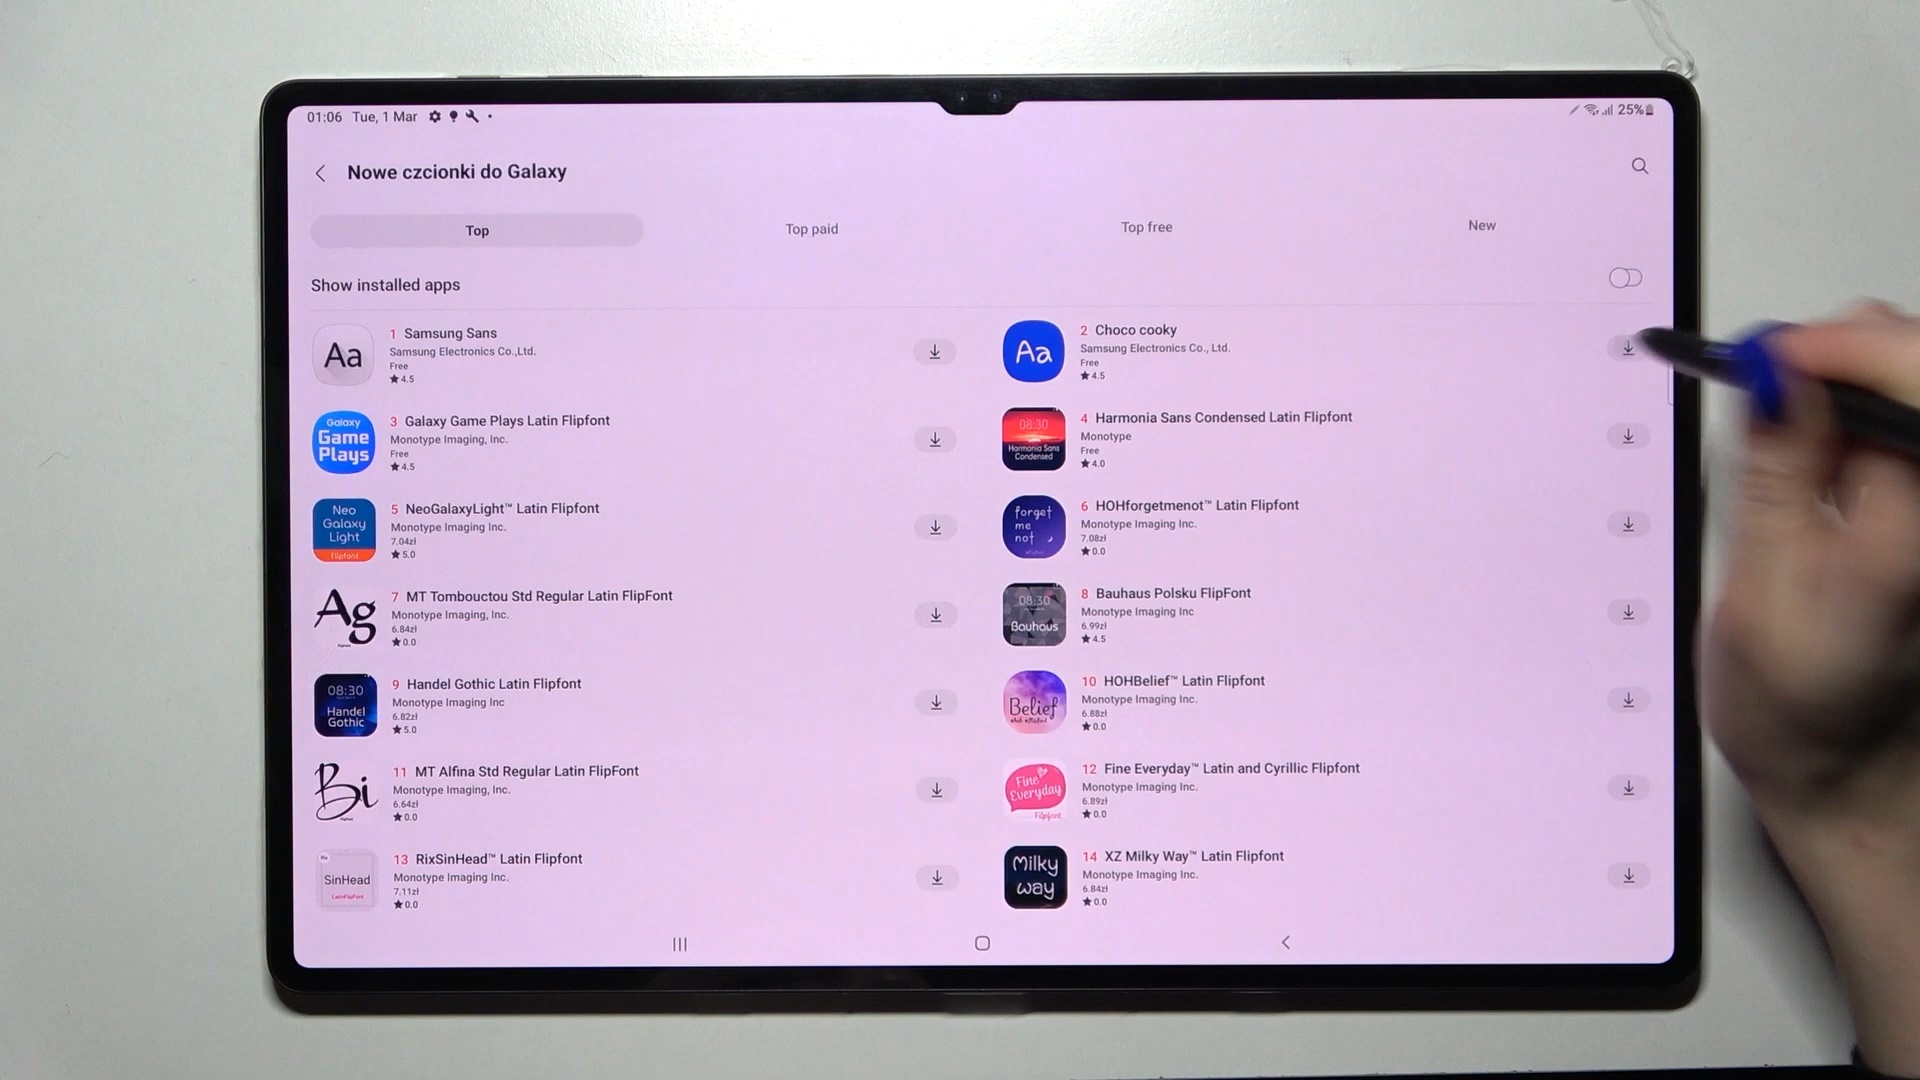 01:06 Tue, 1 Mar
25%
Nowe czcionki do Galaxy
Top
Top paid
Top free
New
Show installed apps
Aa
1 Samsung Sans
Samsung Electronics Co.,Ltd.
Free
★4.5
Aa
2 Choco cooky
Samsung Electronics Co., Ltd.
Free
★4.5
Galaxy
Game
Plays
3 Galaxy Game Plays Latin Flipfont
Monotype Imaging, Inc.
Free
★4.5
08:30
Harmonia Sans
Condensed
4 Harmonia Sans Condensed Latin Flipfont
Monotype
Free
★4.0
Neo
Galaxy
Light
Flipfont
5 NeoGalaxyLight™ Latin Flipfont
Monotype Imaging Inc.
7.04zł
★5.0
forget
me
not
6 HOHforgetmenot™ Latin Flipfont
Monotype Imaging Inc.
7.08zł
★0.0
Ag
7 MT Tombouctou Std Regular Latin FlipFont
Monotype Imaging, Inc.
6.84zł
★0.0
08:30
Bauhaus
8 Bauhaus Polsku FlipFont
Monotype Imaging Inc
6.99zł
★4.5
08:30
Handel
Gothic
9 Handel Gothic Latin Flipfont
Monotype Imaging Inc
6.82zł
★5.0
Belief
10 HOHBelief™ Latin Flipfont
Monotype Imaging Inc.
6.88zł
★0.0
Bi
11 MT Alfina Std Regular Latin FlipFont
Monotype Imaging, Inc.
6.64zł
★0.0
Fine
Everyday
Flipfont
12 Fine Everyday™ Latin and Cyrillic Flipfont
Monotype Imaging Inc.
6.89zł
★0.0
Rix
SinHead
LatinFlipFont
13 RixSinHead™ Latin Flipfont
Monotype Imaging Inc.
7.11zł
★0.0
Milky
way
14 XZ Milky Way™ Latin Flipfont
Monotype Imaging Inc.
6.84zł
★0.0